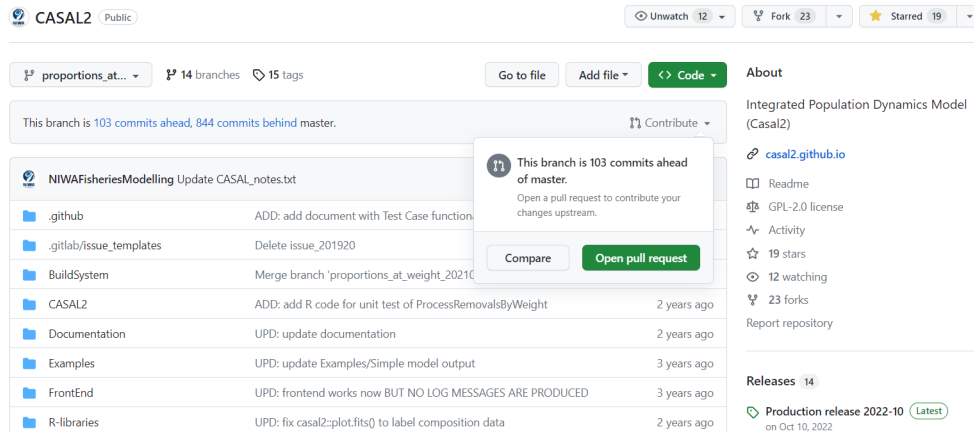 CASAL2 Public
Unwatch 12
Fork 23
Starred 19
proportions_at...
14 branches
15 tags
Go to file
Add file
Code
This branch is 103 commits ahead, 844 commits behind master.
Contribute
This branch is 103 commits ahead
of master.
Open a pull request to contribute your
changes upstream.
Compare
Open pull request
NIWAFisheriesModelling Update CASAL_notes.txt
.github ADD: add document with Test Case functiona
.gitlab/issue_templates Delete issue_201920
BuildSystem Merge branch 'proportions_at_weight_20210
CASAL2 ADD: add R code for unit test of ProcessRemovalsByWeight 2 years ago
Documentation UPD: update documentation 2 years ago
Examples UPD: update Examples/Simple model output 3 years ago
FrontEnd UPD: frontend works now BUT NO LOG MESSAGES ARE PRODUCED 3 years ago
R-libraries UPD: fix casal2::plot.fits() to label composition data 2 years ago
About
Integrated Population Dynamics Model
(Casal2)
casal2.github.io
Readme
GPL-2.0 license
Activity
19 stars
12 watching
23 forks
Report repository
Releases 14
Production release 2022-10 Latest
on Oct 10, 2022